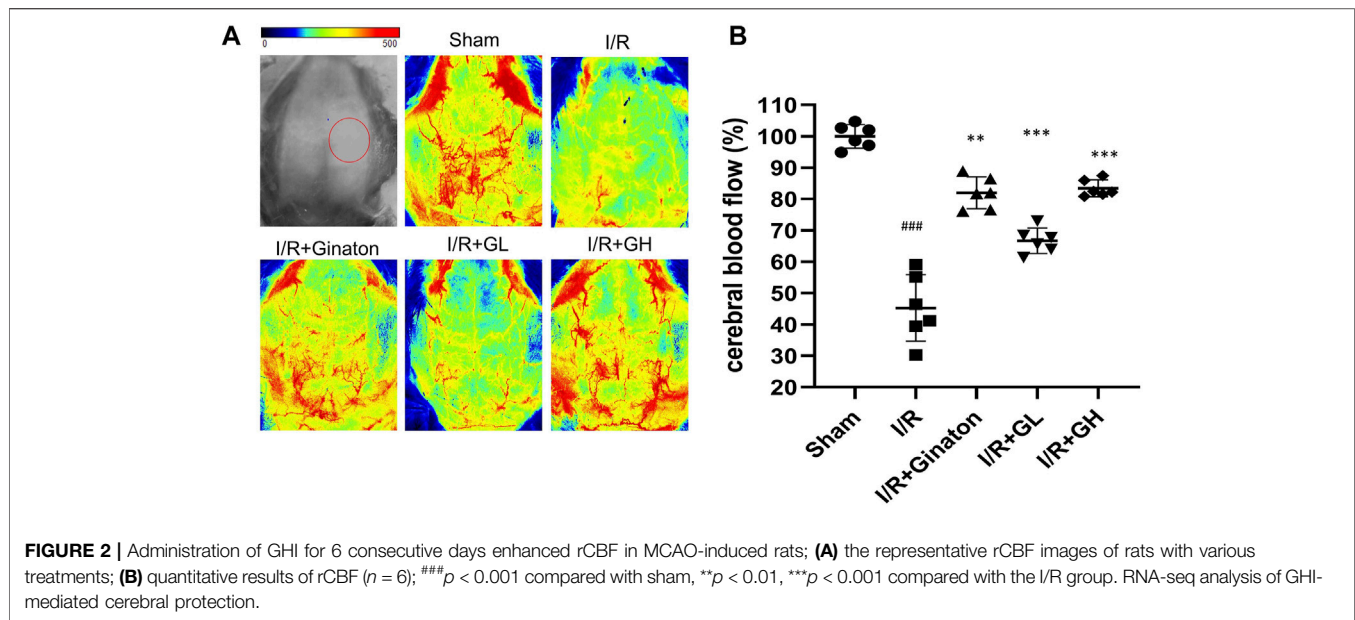 A
0 500
Sham
I/R
I/R+Ginaton
I/R+GL
I/R+GH
B
cerebral blood flow (%)
110
100
90
80
70
60
50
40
30
20
###
**
***
***
Sham
I/R
I/R+Ginaton
I/R+GL
I/R+GH
FIGURE 2 | Administration of GHI for 6 consecutive days enhanced rCBF in MCAO-induced rats; (A) the representative rCBF images of rats with various
treatments; (B) quantitative results of rCBF (n = 6); ###p < 0.001 compared with sham, **p < 0.01, ***p < 0.001 compared with the I/R group. RNA-seq analysis of GHI-
mediated cerebral protection.